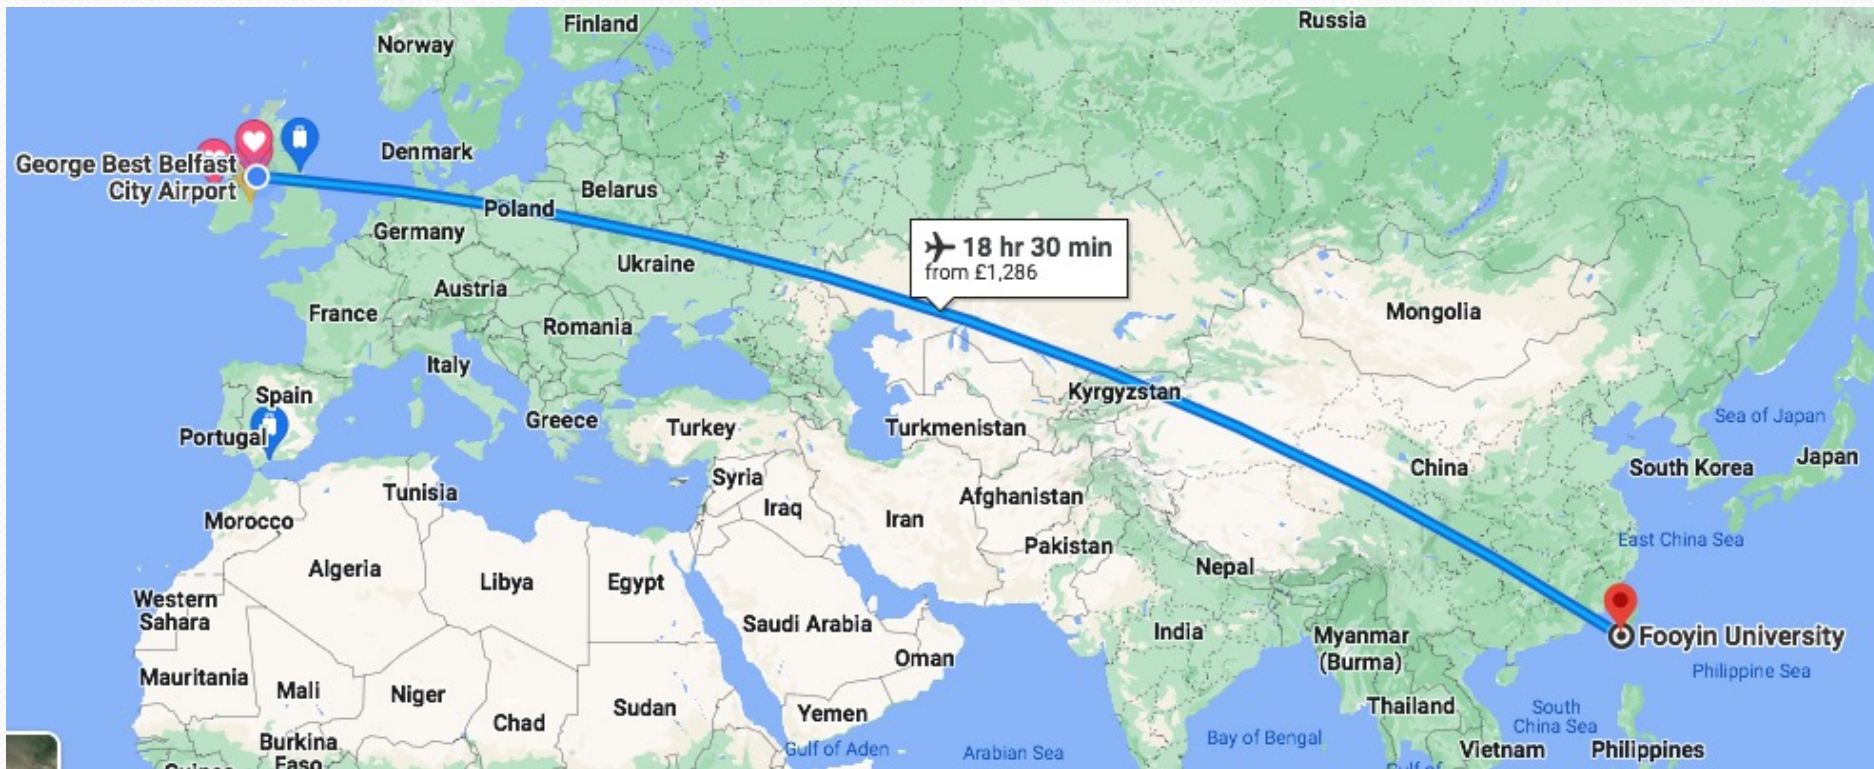 Finland
Russia
Norway
George Best Belfast
City Airport
Denmark
Belarus
Poland
Germany
18 hr 30 min
from £1,286
Ukraine
Austria
France
Romania
Mongolia
Italy
Spain
Kyrgyzstan
Portugal
Greece
Turkey
Turkmenistan
Sea of Japan
China
South Korea
Japan
Syria
Tunisia
Morocco
Iraq
Iran
Afghanistan
Pakistan
East China Sea
Algeria
Libya
Egypt
Nepal
Western
Sahara
Saudi Arabia
India
Myanmar
(Burma)
Fooyin University
Oman
Philippine Sea
Mauritania
Mali
Niger
Chad
Sudan
Yemen
Thailand
South
China Sea
Burkina
Faso
Gulf of Aden
Arabian Sea
Bay of Bengal
Vietnam
Philippines
Gulf of